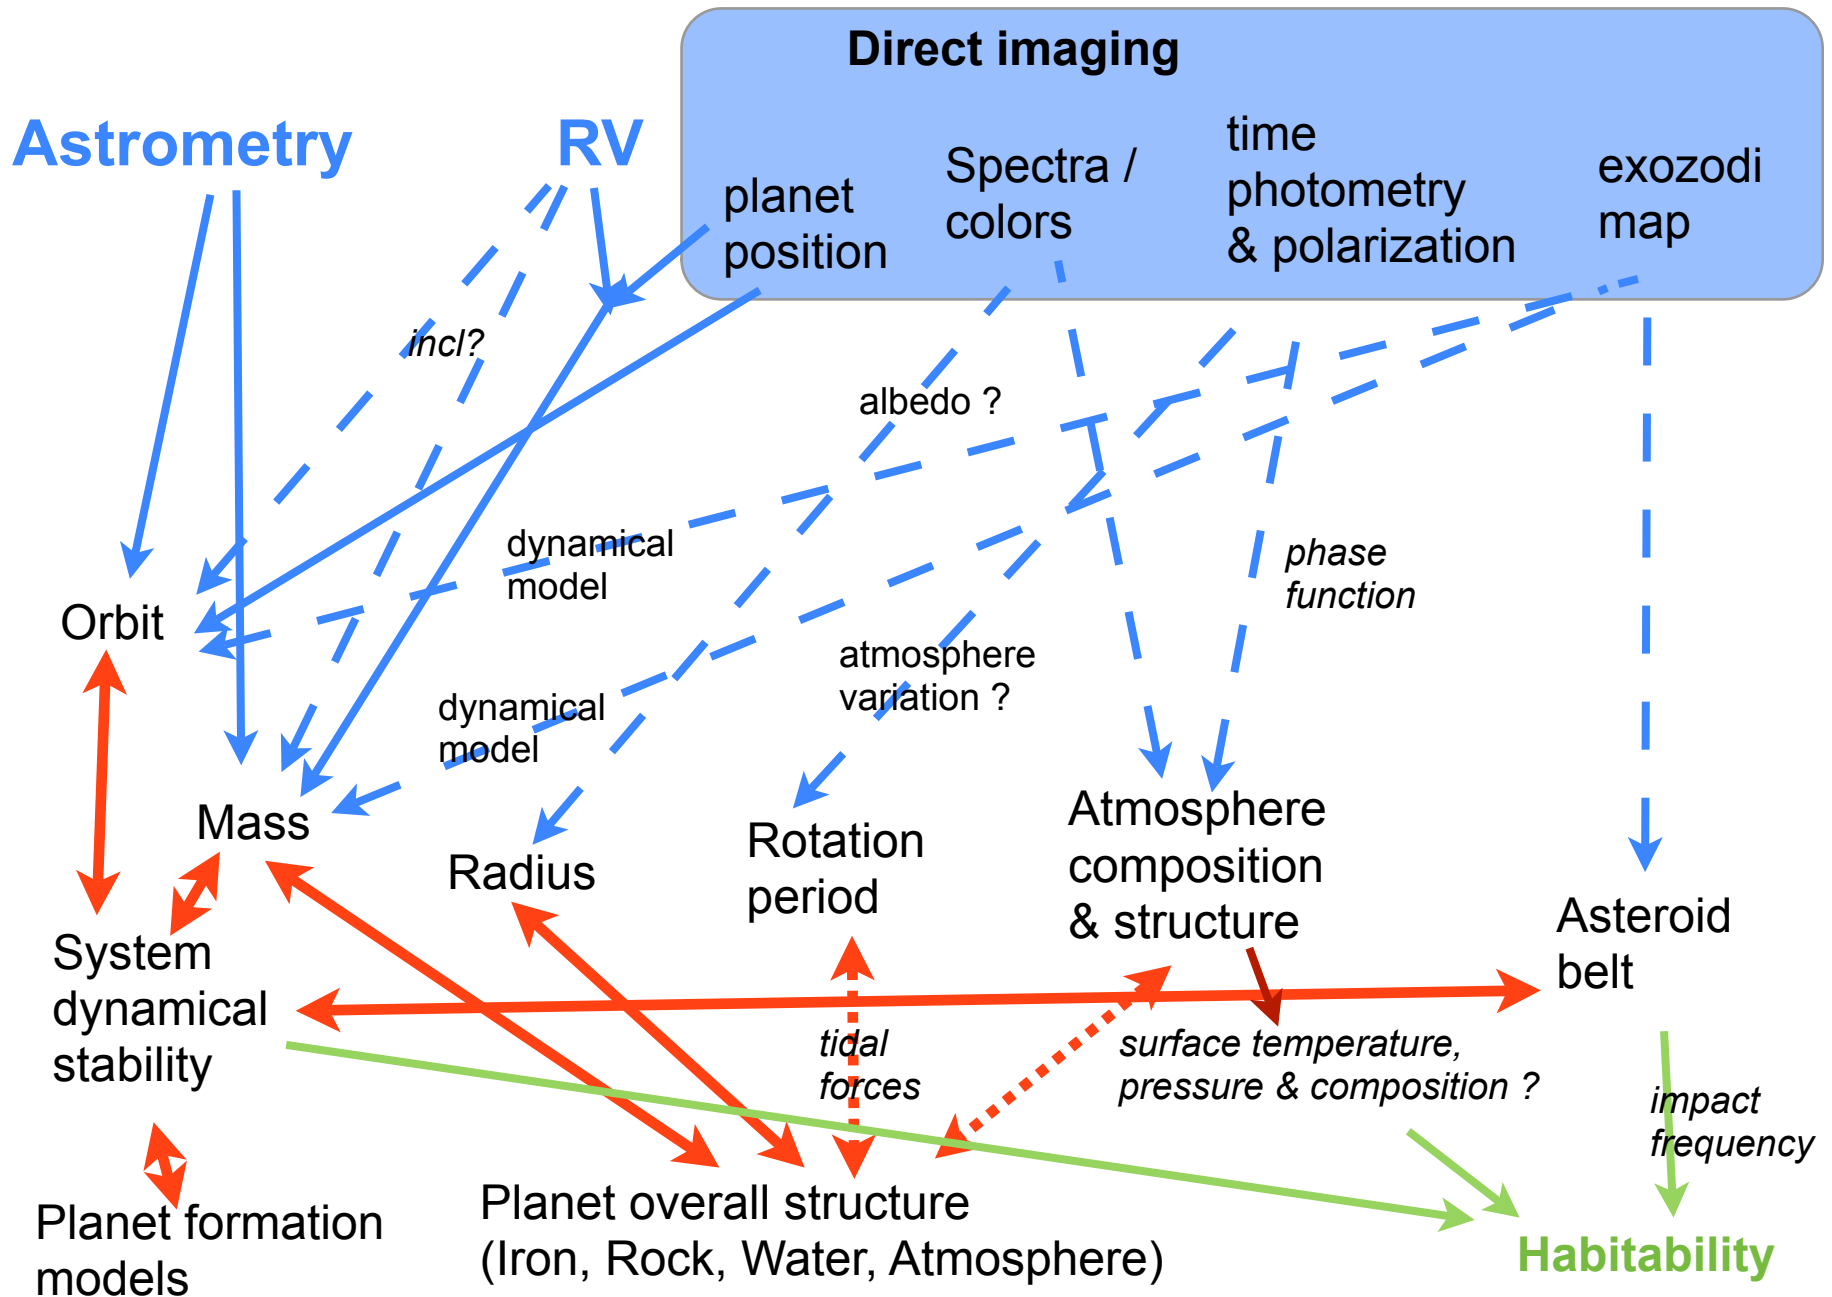 Direct imaging
Astrometry
RV
planet
position
Spectra /
colors
time
photometry
& polarization
exozodi
map
incl?
albedo ?
dynamical
model
phase
function
Orbit
atmosphere
variation ?
dynamical
model
Mass
Radius
Rotation
period
Atmosphere
composition
& structure
Asteroid
belt
System
dynamical
stability
tidal
forces
surface temperature,
pressure & composition ?
impact
frequency
Planet formation
models
Planet overall structure
(Iron, Rock, Water, Atmosphere)
Habitability